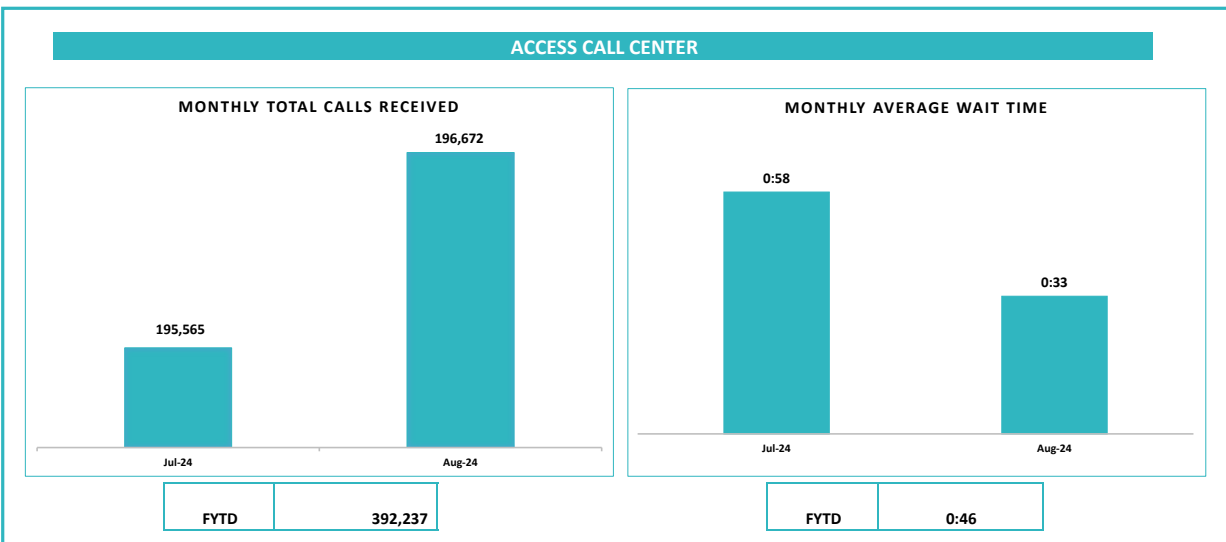 ACCESS CALL CENTER
MONTHLY TOTAL CALLS RECEIVED
196,672
195,565
Jul-24 Aug-24
FYTD 392,237
MONTHLY AVERAGE WAIT TIME
0:58
0:33
Jul-24 Aug-24
FYTD 0:46